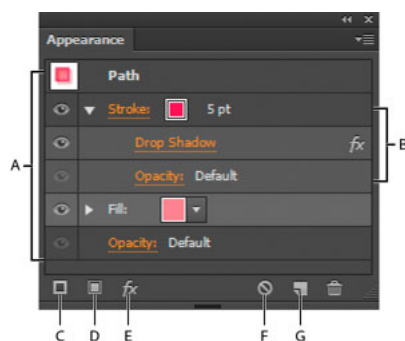 Appearance
Path
Stroke: 5 pt
Drop Shadow fx
Opacity: Default
Fill:
Opacity: Default
fx
A
B
C D E F G